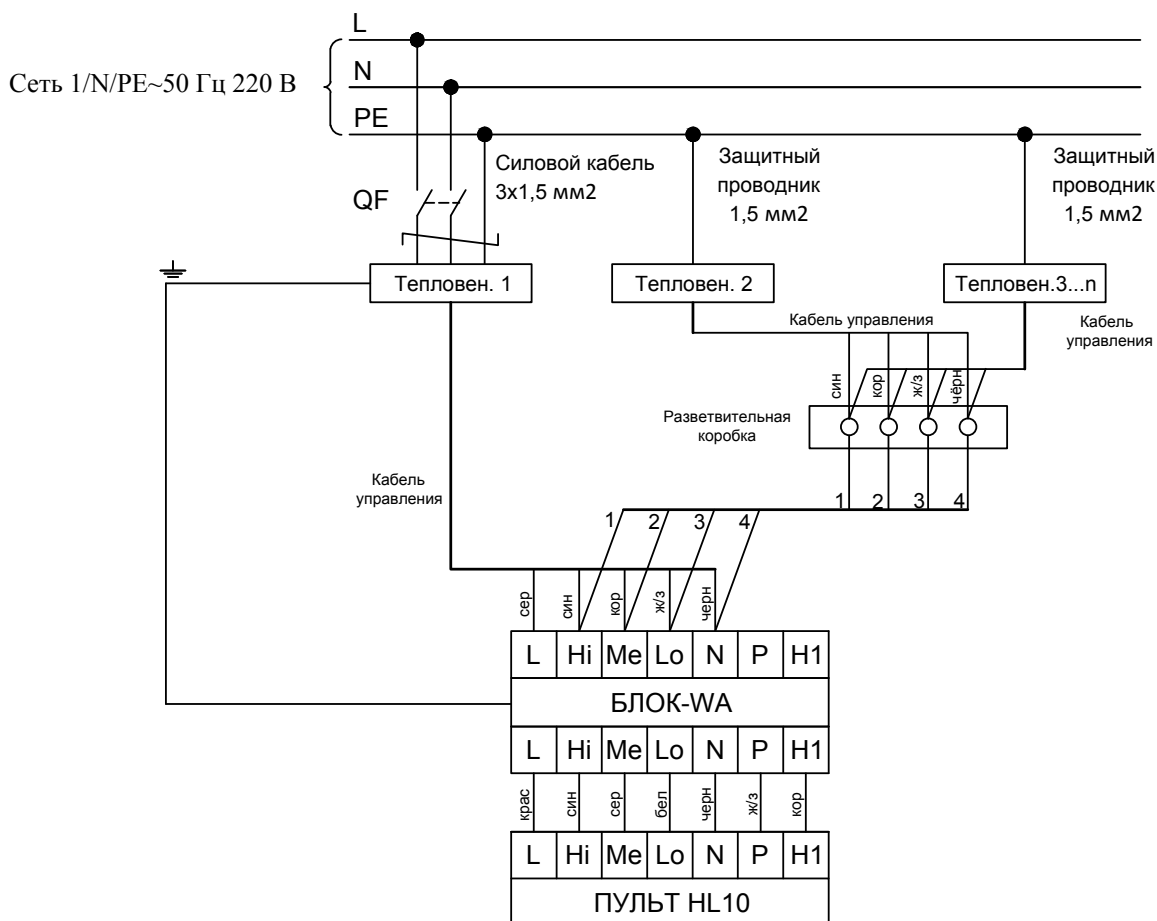 L
Сеть 1/N/PE~50 Гц 220 В
N
PE
Силовой кабель
3х1,5 мм2
Защитный
проводник
1,5 мм2
Защитный
проводник
1,5 мм2
QF
Тепловен. 1
Тепловен. 2
Тепловен.3...n
Кабель управления
Кабель
управления
син
кор
ж/з
чёрн
Разветвительная
коробка
Кабель
управления
1 2 3 4
1 2 3 4
сер
син
кор
ж/з
черн
L Hi Me Lo N P H1
БЛОК-WA
L Hi Me Lo N P H1
крас
син
сер
бел
черн
ж/з
кор
L Hi Me Lo N P H1
ПУЛЬТ HL10